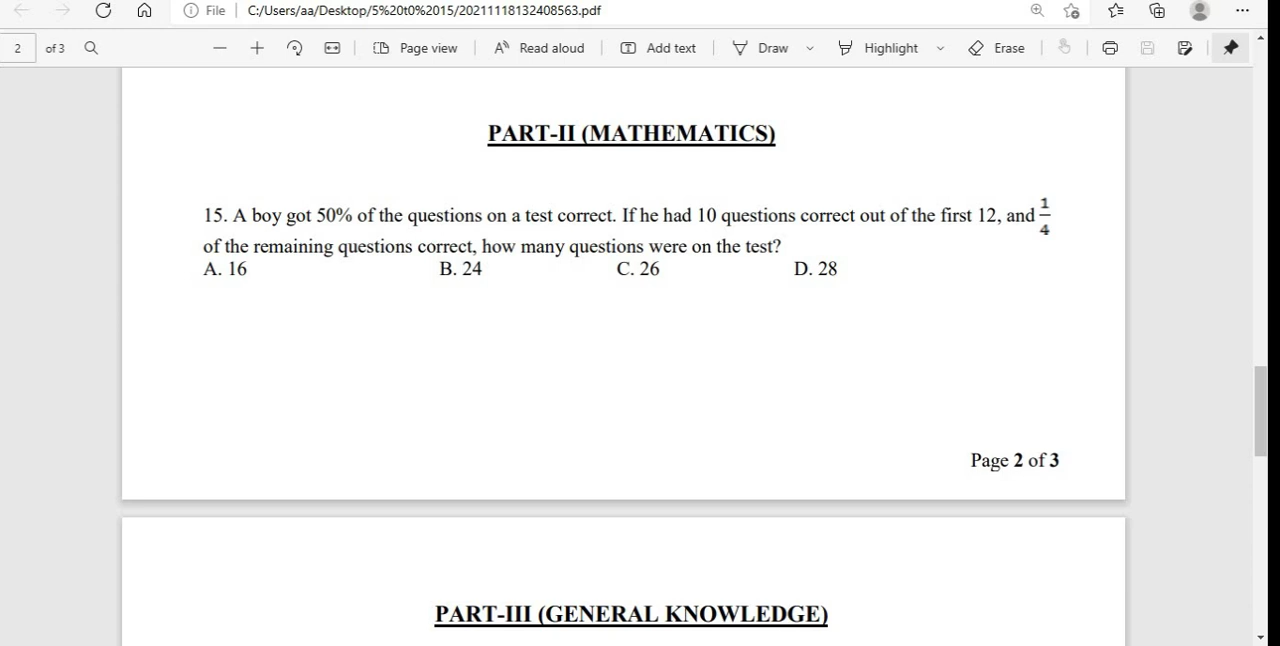 File C:/Users/aa/Desktop/5%20t0%2015/20211118132408563.pdf
2 of 3 Page view Read aloud Add text Draw Highlight Erase
PART-II (MATHEMATICS)
15. A boy got 50% of the questions on a test correct. If he had 10 questions correct out of the first 12, and 1/4
of the remaining questions correct, how many questions were on the test?
A. 16 B. 24 C. 26 D. 28
Page 2 of 3
PART-III (GENERAL KNOWLEDGE)